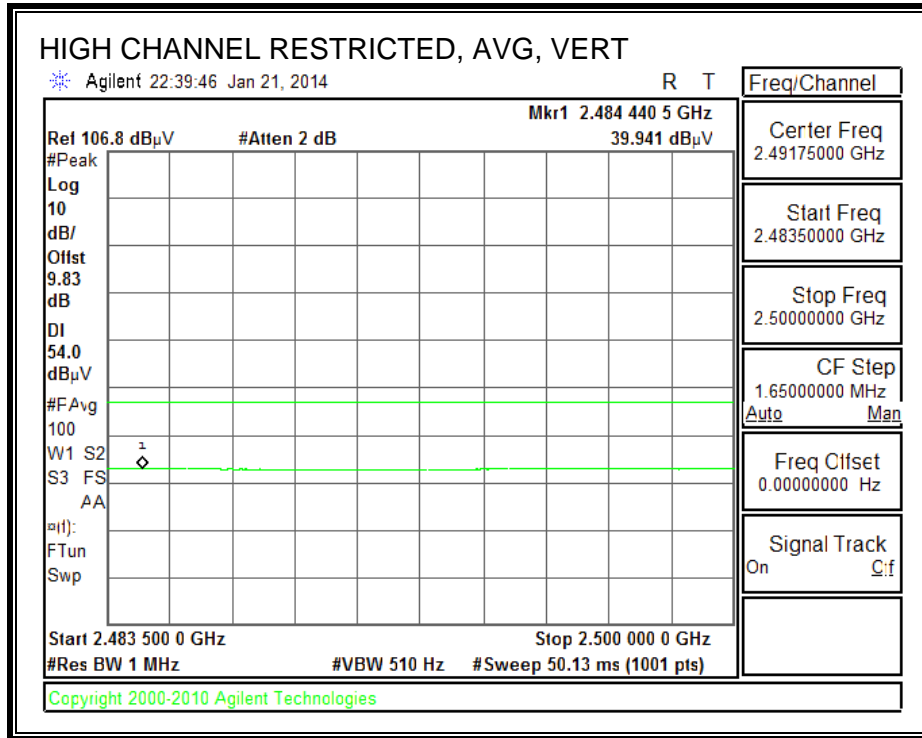 HIGH CHANNEL RESTRICTED, AVG, VERT
Agilent 22:39:46 Jan 21, 2014 R T
Mkr1 2.484 440 5 GHz
Ref 106.8 dBµV #Atten 2 dB 39.941 dBµV
#Peak
Log
10
dB/
Offst
9.83
dB
DI
54.0
dBµV
#FAvg
100
W1 S2
S3 FS
AA
¤(f):
FTun
Swp
1
Start 2.483 500 0 GHz Stop 2.500 000 0 GHz
#Res BW 1 MHz #VBW 510 Hz #Sweep 50.13 ms (1001 pts)
Freq/Channel
Center Freq
2.49175000 GHz
Start Freq
2.48350000 GHz
Stop Freq
2.50000000 GHz
CF Step
1.65000000 MHz
Auto Man
Freq Offset
0.00000000 Hz
Signal Track
On Off
Copyright 2000-2010 Agilent Technologies